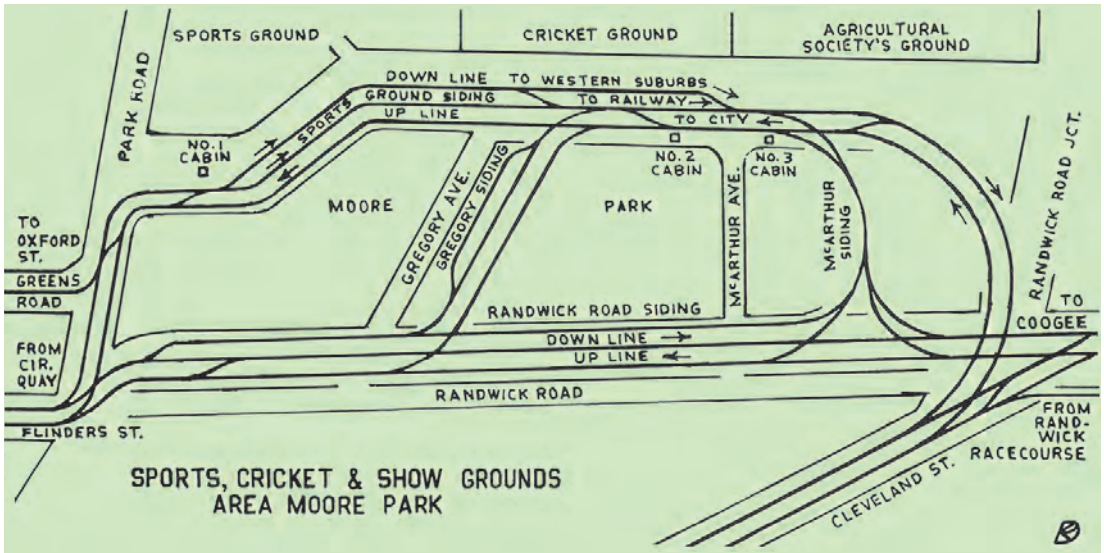 SPORTS GROUND
CRICKET GROUND
AGRICULTURAL
SOCIETY'S GROUND
PARK ROAD
DOWN LINE TO WESTERN SUBURBS
SPORTS GROUND SIDING
TO RAILWAY
UP LINE
TO CITY
NO.1
CABIN
NO.2
CABIN
NO.3
CABIN
MOORE
PARK
GREGORY AVE.
GREGORY SIDING
McARTHUR AVE.
McARTHUR
SIDING
RANDWICK ROAD JCT.
TO
OXFORD
ST.
GREENS
ROAD
RANDWICK ROAD SIDING
TO
COOGEE
DOWN LINE
UP LINE
FROM
CIR.
QUAY
RANDWICK ROAD
FLINDERS ST.
FROM
RAND-
WICK
RACECOURSE
CLEVELAND ST.
SPORTS, CRICKET & SHOW GROUNDS
AREA MOORE PARK